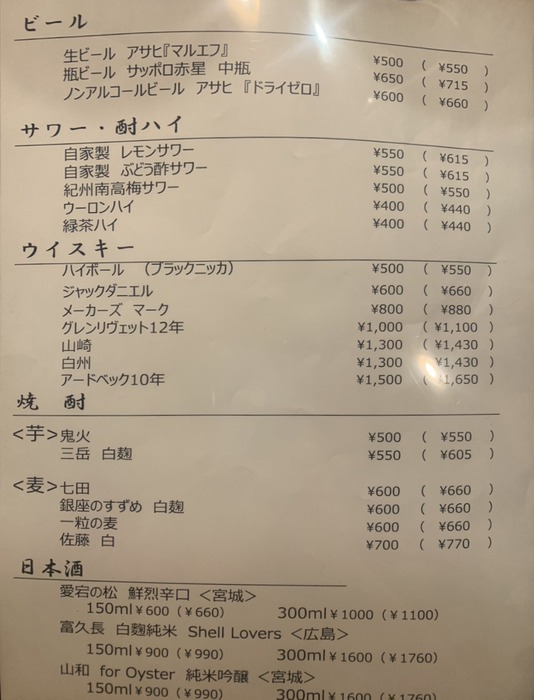 ビール
生ビール アサヒ『マルエフ』 ¥500 ( ¥550 )
瓶ビール サッポロ赤星 中瓶 ¥650 ( ¥715 )
ノンアルコールビール アサヒ 『ドライゼロ』 ¥600 ( ¥660 )
サワー・酎ハイ
自家製 レモンサワー ¥550 ( ¥615 )
自家製 ぶどう酢サワー ¥550 ( ¥615 )
紀州南高梅サワー ¥500 ( ¥550 )
ウーロンハイ ¥400 ( ¥440 )
緑茶ハイ ¥400 ( ¥440 )
ウイスキー
ハイボール （ブラックニッカ） ¥500 ( ¥550 )
ジャックダニエル ¥600 ( ¥660 )
メーカーズ マーク ¥800 ( ¥880 )
グレンリヴェット12年 ¥1,000 ( ¥1,100 )
山崎 ¥1,300 ( ¥1,430 )
白州 ¥1,300 ( ¥1,430 )
アードベック10年 ¥1,500 ( ¥1,650 )
焼 酎
<芋>鬼火 ¥500 ( ¥550 )
三岳 白麹 ¥550 ( ¥605 )
<麦>七田 ¥600 ( ¥660 )
銀座のすずめ 白麹 ¥600 ( ¥660 )
一粒の麦 ¥600 ( ¥660 )
佐藤 白 ¥700 ( ¥770 )
日本酒
愛宕の松 鮮烈辛口 ＜宮城＞
150ml¥600（¥660） 300ml¥1000（¥1100）
富久長 白麹純米 Shell Lovers ＜広島＞
150ml¥900（¥990） 300ml¥1600（¥1760）
山和 for Oyster 純米吟醸 ＜宮城＞
150ml¥900（¥990） 300ml¥1600（¥1760）